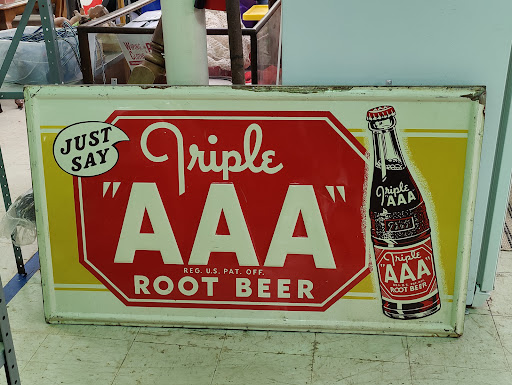 JUST
SAY
Triple
"AAA"
REG. U.S. PAT. OFF.
ROOT BEER
Triple
"AAA"
Triple
"AAA"
ROOT BEER